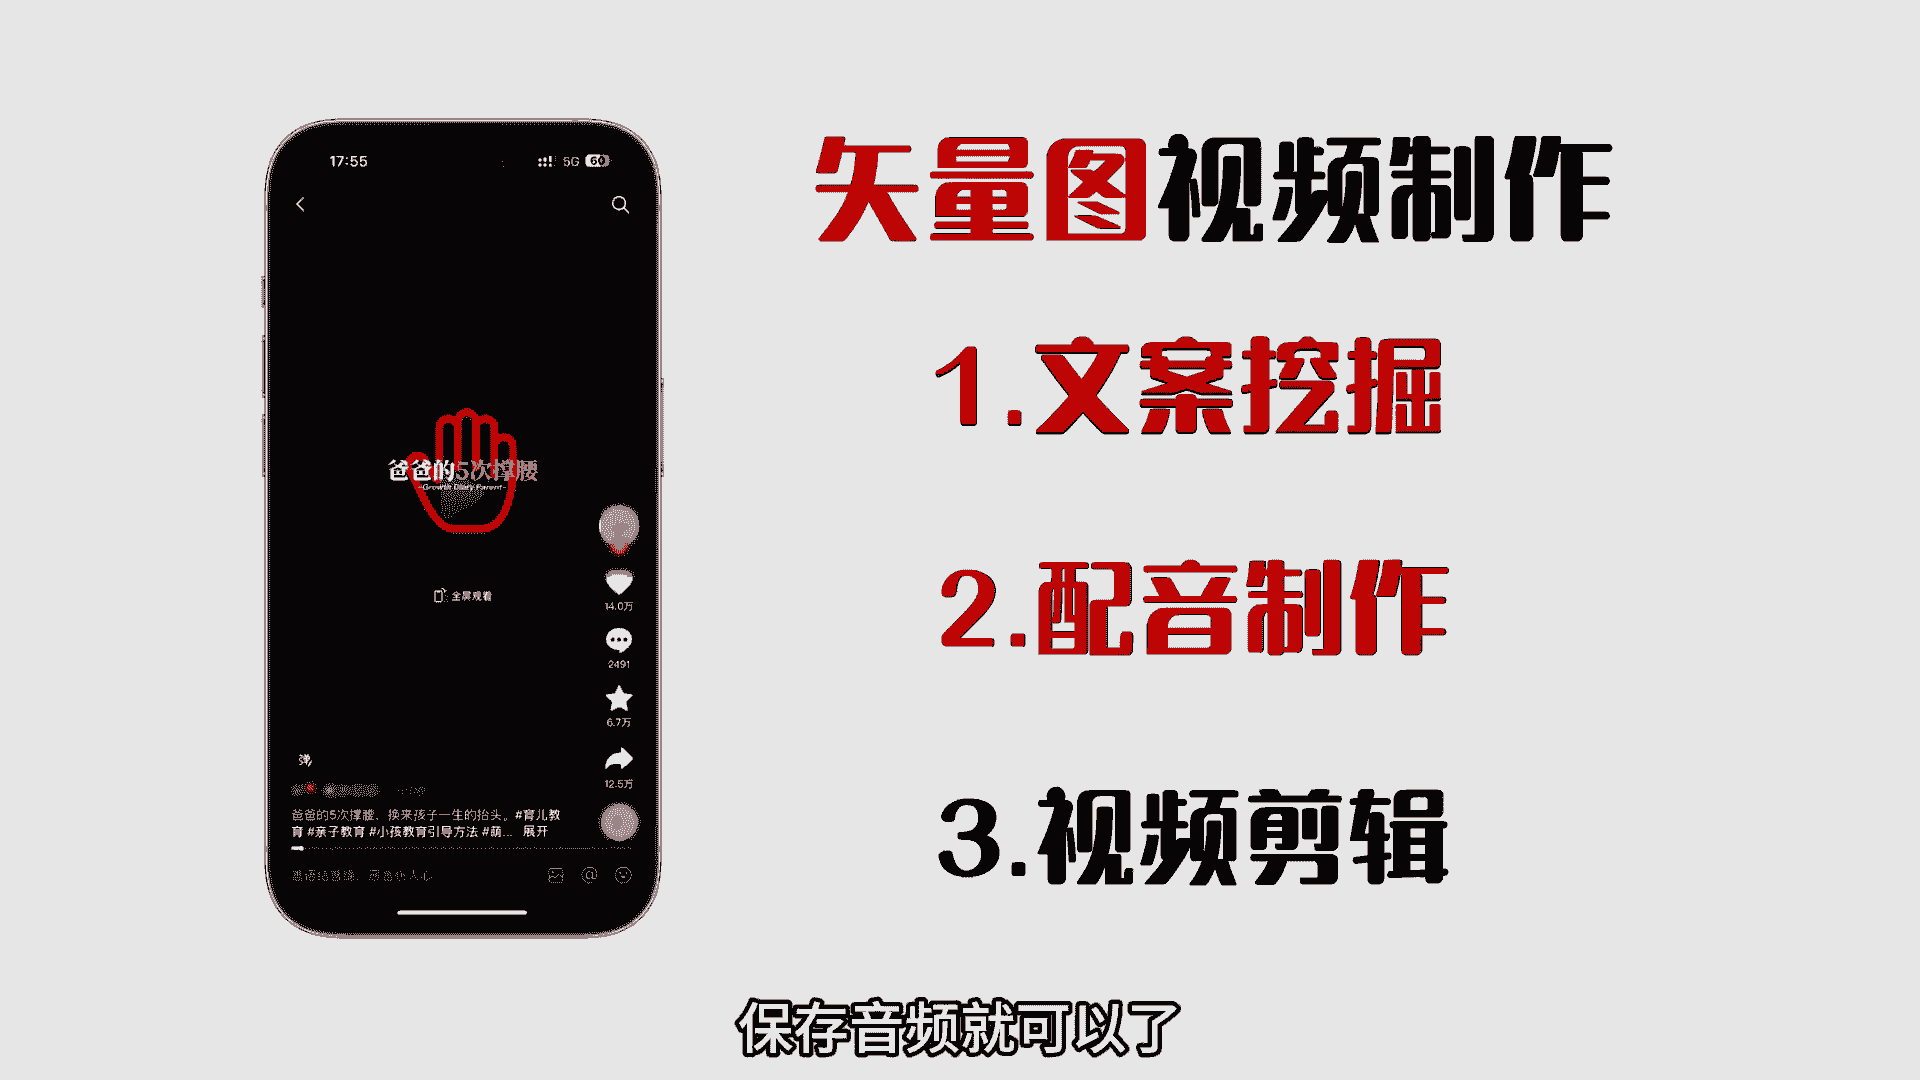 17:55
5G 60
矢量图视频制作
1.文案挖掘
爸爸的5次撑腰
-Growth Diary Parent-
2.配音制作
全屏观看
14.0万
2491
6.7万
弹
12.5万
爸爸的5次撑腰,换来孩子一生的抬头。#育儿教
育 #亲子教育 #小孩教育引导方法 #萌... 展开
3.视频剪辑
保存音频就可以了